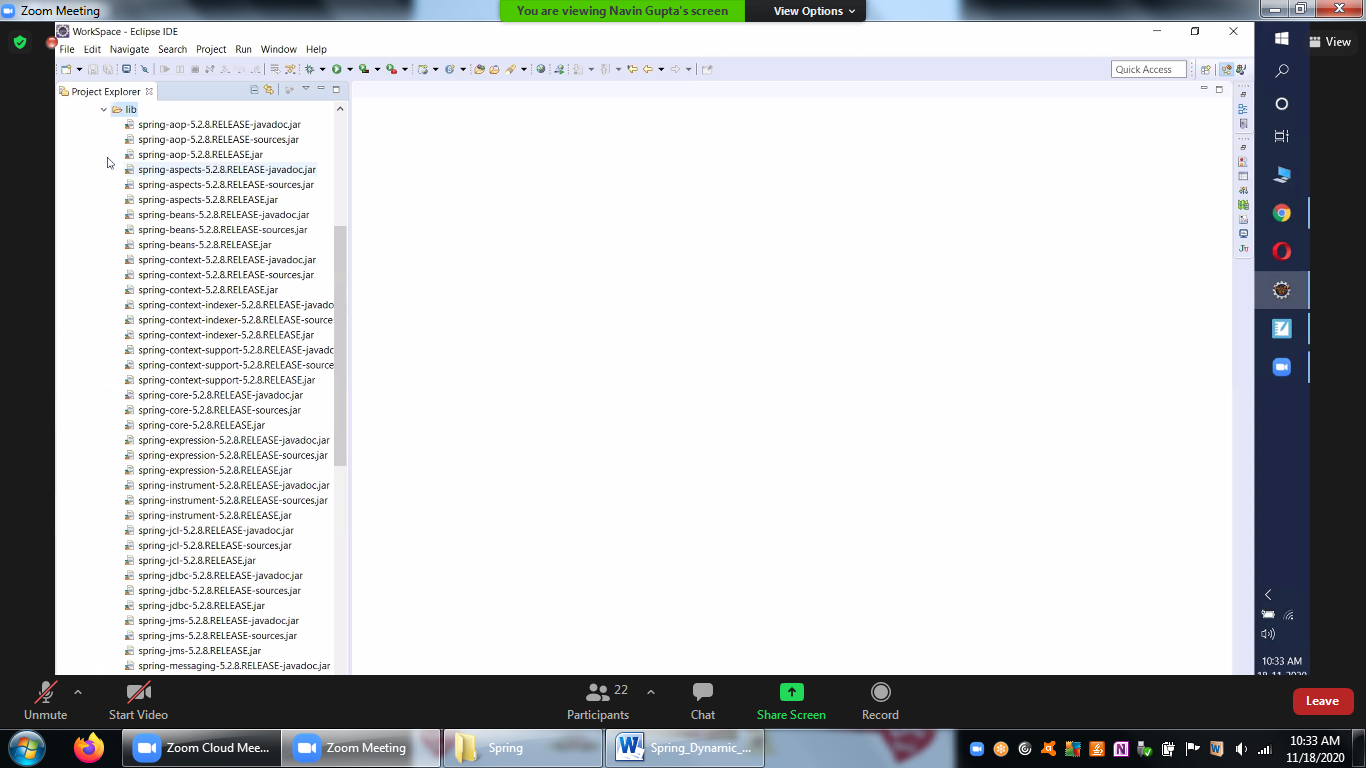 Zoom Meeting
You are viewing Navin Gupta's screen
View Options
WorkSpace - Eclipse IDE
File Edit Navigate Search Project Run Window Help
View
Quick Access
Project Explorer
lib
spring-aop-5.2.8.RELEASE-javadoc.jar
spring-aop-5.2.8.RELEASE-sources.jar
spring-aop-5.2.8.RELEASE.jar
spring-aspects-5.2.8.RELEASE-javadoc.jar
spring-aspects-5.2.8.RELEASE-sources.jar
spring-aspects-5.2.8.RELEASE.jar
spring-beans-5.2.8.RELEASE-javadoc.jar
spring-beans-5.2.8.RELEASE-sources.jar
spring-beans-5.2.8.RELEASE.jar
spring-context-5.2.8.RELEASE-javadoc.jar
spring-context-5.2.8.RELEASE-sources.jar
spring-context-5.2.8.RELEASE.jar
spring-context-indexer-5.2.8.RELEASE-javado
spring-context-indexer-5.2.8.RELEASE-source
spring-context-indexer-5.2.8.RELEASE.jar
spring-context-support-5.2.8.RELEASE-javadc
spring-context-support-5.2.8.RELEASE-source
spring-context-support-5.2.8.RELEASE.jar
spring-core-5.2.8.RELEASE-javadoc.jar
spring-core-5.2.8.RELEASE-sources.jar
spring-core-5.2.8.RELEASE.jar
spring-expression-5.2.8.RELEASE-javadoc.jar
spring-expression-5.2.8.RELEASE-sources.jar
spring-expression-5.2.8.RELEASE.jar
spring-instrument-5.2.8.RELEASE-javadoc.jar
spring-instrument-5.2.8.RELEASE-sources.jar
spring-instrument-5.2.8.RELEASE.jar
spring-jcl-5.2.8.RELEASE-javadoc.jar
spring-jcl-5.2.8.RELEASE-sources.jar
spring-jcl-5.2.8.RELEASE.jar
spring-jdbc-5.2.8.RELEASE-javadoc.jar
spring-jdbc-5.2.8.RELEASE-sources.jar
spring-jdbc-5.2.8.RELEASE.jar
spring-jms-5.2.8.RELEASE-javadoc.jar
spring-jms-5.2.8.RELEASE-sources.jar
spring-jms-5.2.8.RELEASE.jar
spring-messaging-5.2.8.RELEASE-javadoc.jar
10:33 AM
18-11-2020
Unmute
Start Video
22
Participants
Chat
Share Screen
Record
Leave
Zoom Cloud Mee...
Zoom Meeting
Spring
Spring_Dynamic_...
10:33 AM
11/18/2020